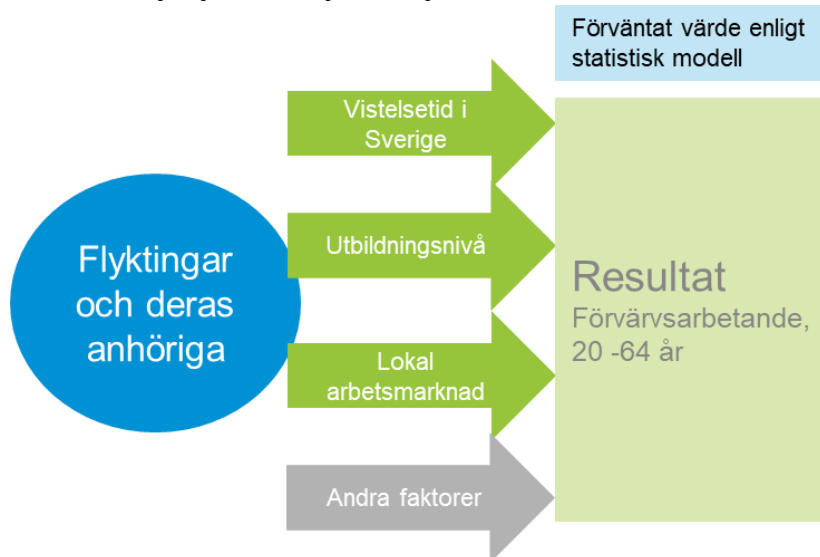 Förväntat värde enligt
statistisk modell
Vistelsetid i
Sverige
Utbildningsnivå
Flyktingar
och deras
anhöriga
Resultat
Förvärvsarbetande,
20 -64 år
Lokal
arbetsmarknad
Andra faktorer